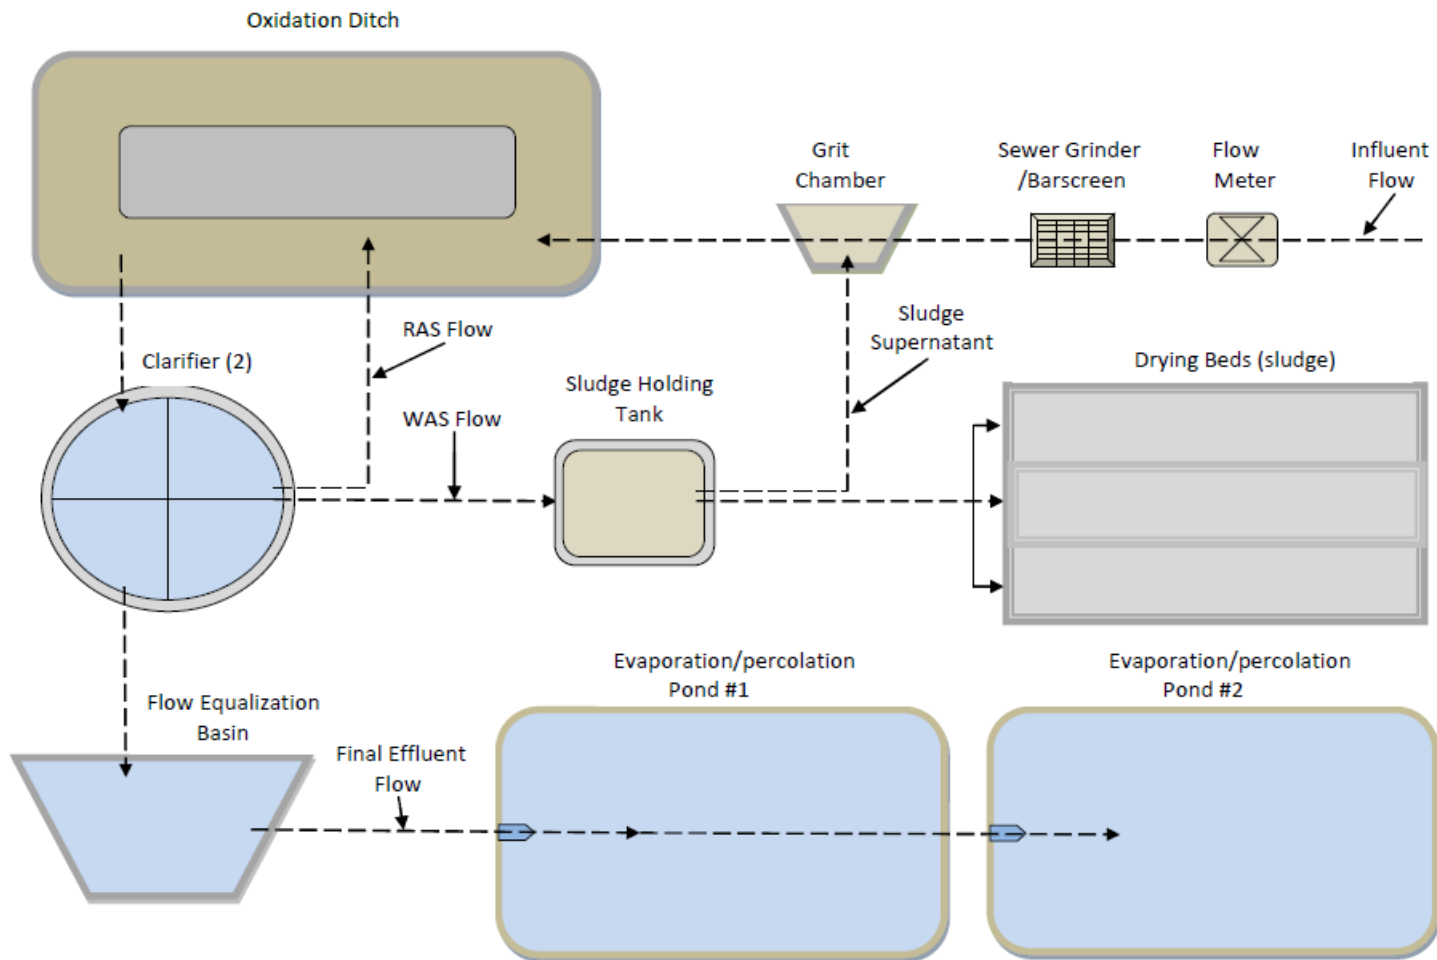 Oxidation Ditch
Grit
Chamber
Sewer Grinder
/Barscreen
Flow
Meter
Influent
Flow
RAS Flow
Sludge
Supernatant
Clarifier (2)
Drying Beds (sludge)
Sludge Holding
Tank
WAS Flow
Evaporation/percolation
Pond #1
Evaporation/percolation
Pond #2
Flow Equalization
Basin
Final Effluent
Flow